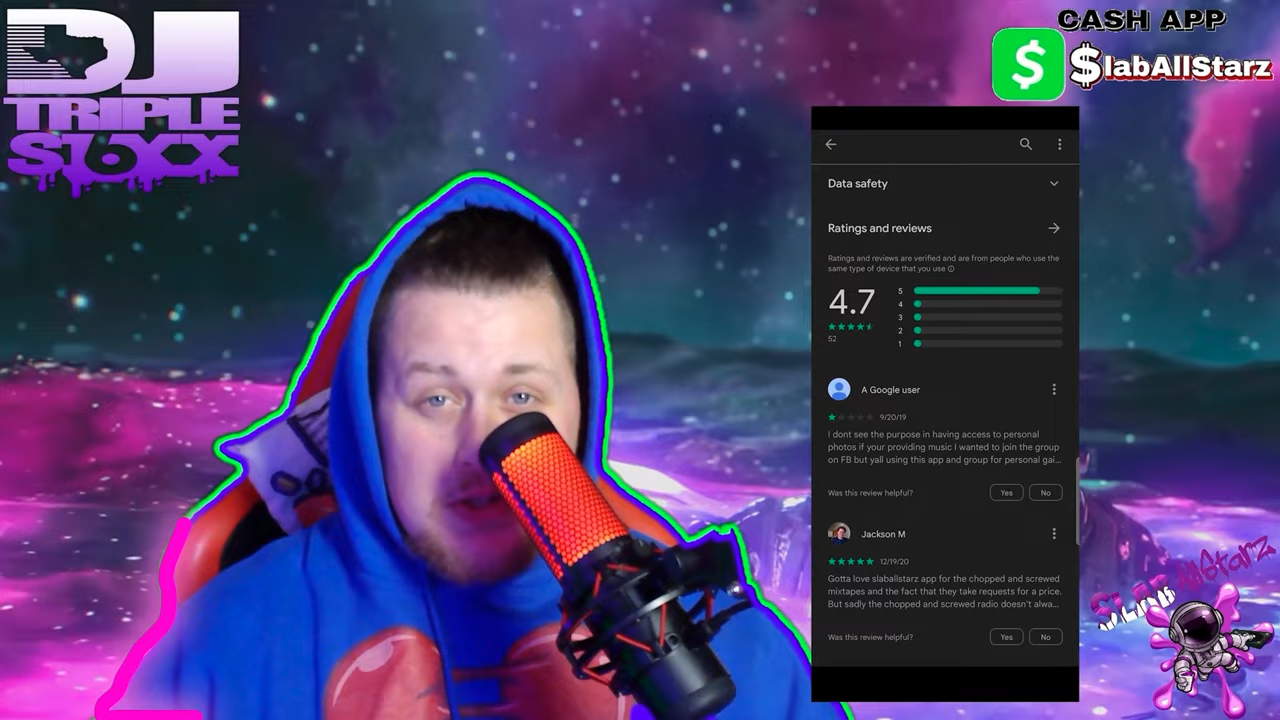 DJ
TRIPLE
SI6XX
CASH APP
$
$labAllStarz
Data safety
Ratings and reviews
Ratings and reviews are verified and are from people who use the
same type of device that you use
4.7
52
5
4
3
2
1
A Google user
9/20/19
I dont see the purpose in having access to personal
photos if your providing music I wanted to join the group
on FB but yall using this app and group for personal gai...
Was this review helpful?
Yes
No
Jackson M
12/19/20
Gotta love slaballstarz app for the chopped and screwed
mixtapes and the fact that they take requests for a price.
But sadly the chopped and screwed radio doesn't alwa...
Was this review helpful?
Yes
No
AllStarz